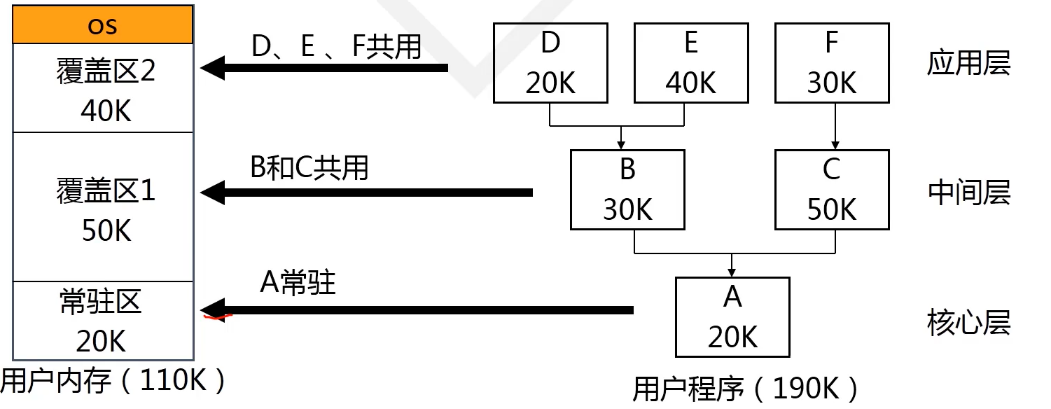 os
覆盖区2
40K
覆盖区1
50K
常驻区
20K
用户内存（110K）
D、E 、F共用
B和C共用
A常驻
D
20K
E
40K
F
30K
应用层
B
30K
C
50K
中间层
A
20K
核心层
用户程序（190K）